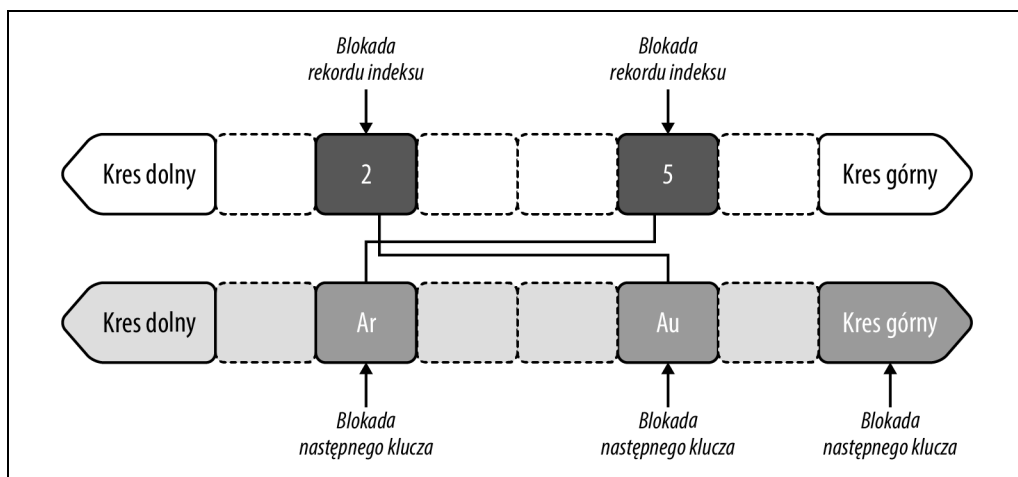 Blokada
rekordu indeksu
Blokada
rekordu indeksu
Kres dolny
2
5
Kres górny
Kres dolny
Ar
Au
Kres górny
Blokada
następnego klucza
Blokada
następnego klucza
Blokada
następnego klucza